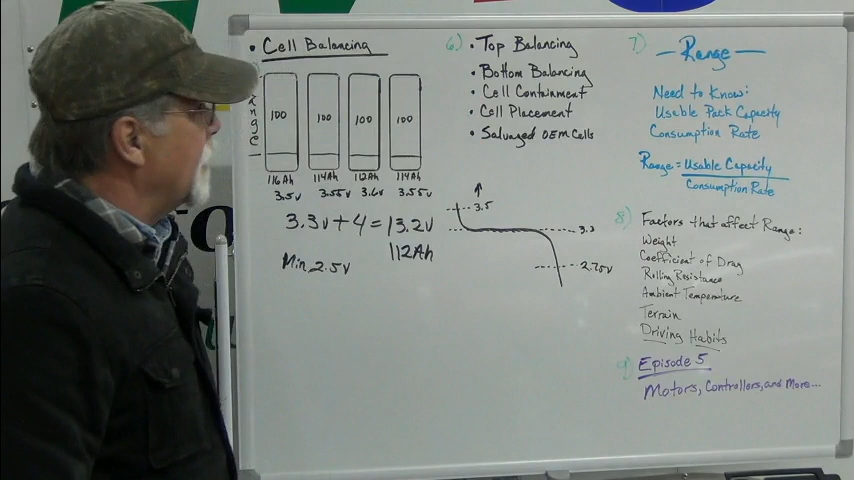 • Cell Balancing
ange
100 100 100 100
116Ah 114Ah 112Ah 114Ah
3.5v 3.55v 3.6v 3.55v
3.3v + 4 = 13.2v
112Ah
Min. 2.5v
6) • Top Balancing
• Bottom Balancing
• Cell Containment
• Cell Placement
• Salvaged OEM Cells
3.5
3.3
2.75v
7) — Range —
Need to Know:
Usable Pack Capacity
Consumption Rate
Range = Usable Capacity
Consumption Rate
8) Factors that affect Range:
Weight
Coefficient of Drag
Rolling Resistance
Ambient Temperature
Terrain
Driving Habits
9) Episode 5
Motors, Controllers, and More...